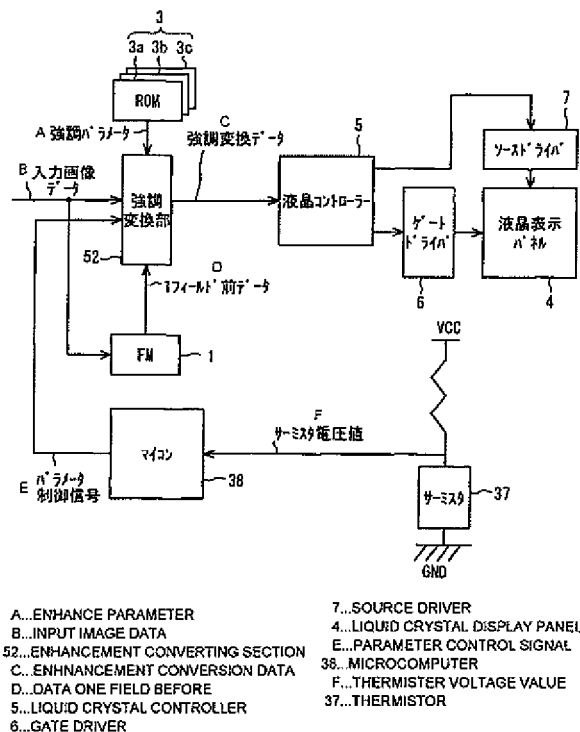 3
3a 3b 3c
ROM
A 強調パラメータ
B 入力画像
データ
C
強調変換データ
強調
変換部
52
5
液晶コントローラー
7
ソースドライバ
ゲート
ドライバ
6
液晶表示
パネル
4
D
1フィールド前データ
FM
1
VCC
F
サーミスタ電圧値
マイコン
38
E パラメータ
制御信号
サーミスタ
37
GND
A...ENHANCE PARAMETER
B...INPUT IMAGE DATA
52...ENHANCEMENT CONVERTING SECTION
C...ENHNANCEMENT CONVERSION DATA
D...DATA ONE FIELD BEFORE
5...LIQUID CRYSTAL CONTROLLER
6...GATE DRIVER
7...SOURCE DRIVER
4...LIQUID CRYSTAL DISPLAY PANEL
E...PARAMETER CONTROL SIGNAL
38...MICROCOMPUTER
F...THERMISTER VOLTAGE VALUE
37...THERMISTOR